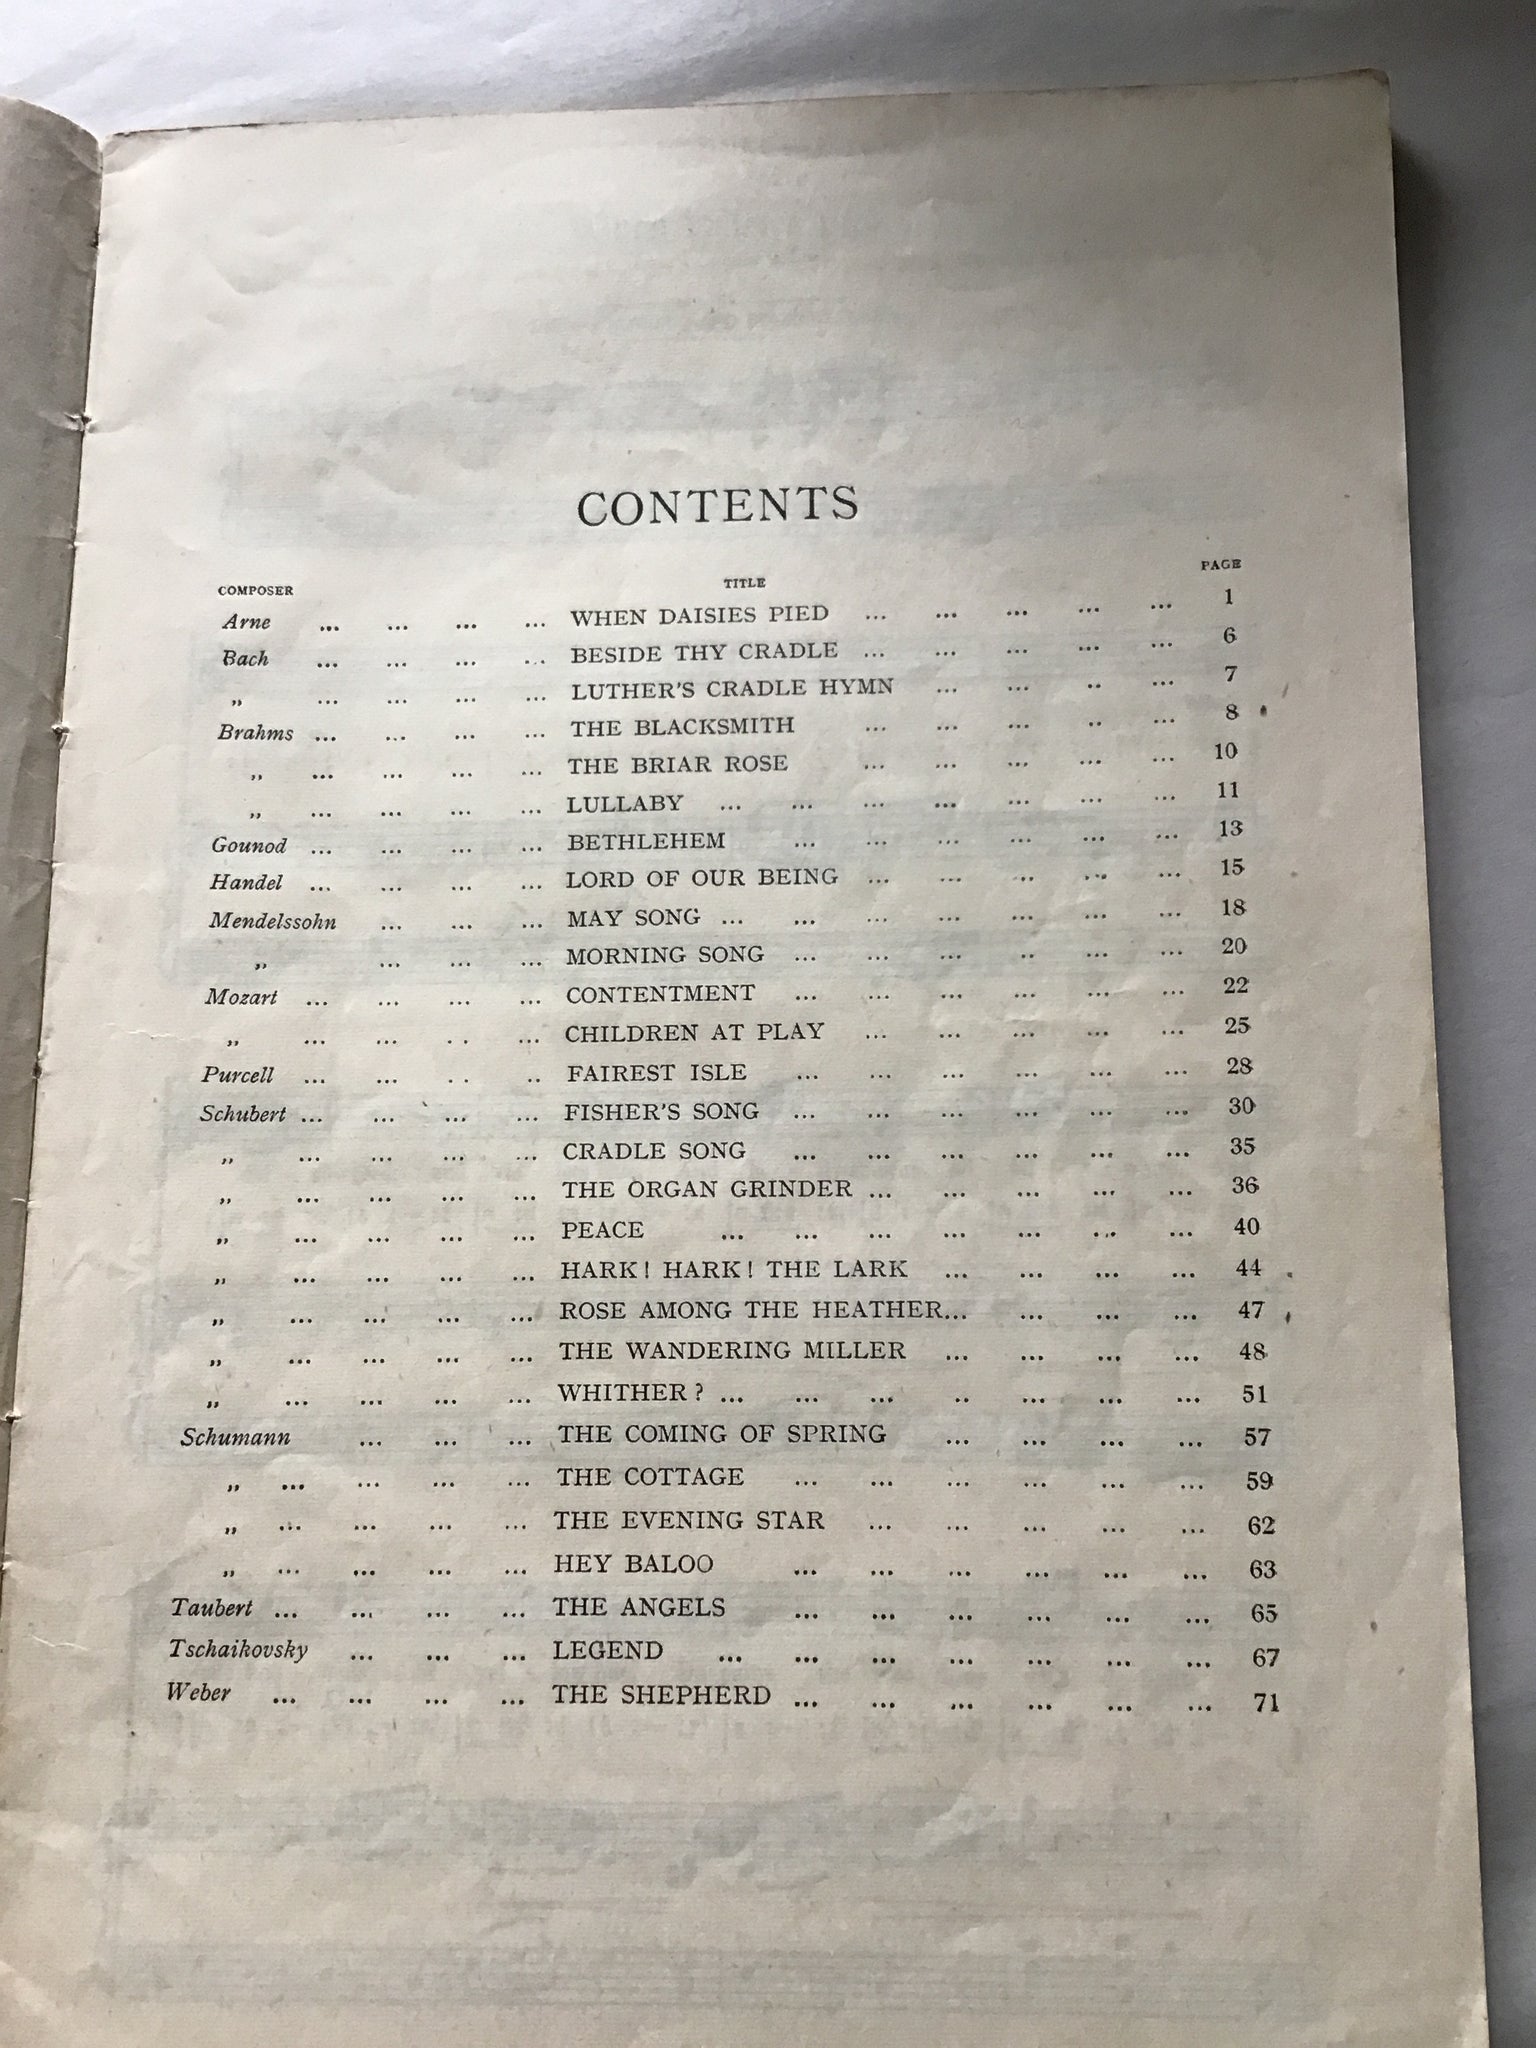 CONTENTS
COMPOSER TITLE PAGE
Arne ... ... ... ... WHEN DAISIES PIED ... ... ... ... ... 1
Bach ... ... ... ... BESIDE THY CRADLE ... ... ... ... ... 6
„ ... ... ... ... LUTHER'S CRADLE HYMN ... ... .. ... 7
Brahms ... ... ... ... THE BLACKSMITH ... ... ... .. ... 8
„ ... ... ... ... THE BRIAR ROSE ... ... ... ... ... 10
„ ... ... ... ... LULLABY ... ... ... ... ... ... ... 11
Gounod ... ... ... ... BETHLEHEM ... ... ... ... ... ... 13
Handel ... ... ... ... LORD OF OUR BEING ... ... .. ... ... 15
Mendelssohn ... ... ... MAY SONG ... ... ... ... ... ... ... 18
„ ... ... ... MORNING SONG ... ... ... .. ... ... 20
Mozart ... ... ... ... CONTENTMENT ... ... ... ... ... ... 22
„ ... ... .. ... CHILDREN AT PLAY ... ... ... ... ... 25
Purcell ... ... .. .. FAIREST ISLE ... ... ... ... ... ... 28
Schubert ... ... ... ... FISHER'S SONG ... ... ... ... ... ... 30
„ ... ... ... ... CRADLE SONG ... ... ... ... ... ... 35
„ ... ... ... ... THE ORGAN GRINDER ... ... ... ... ... 36
„ ... ... ... ... PEACE ... ... ... ... ... ... ... 40
„ ... ... ... ... HARK! HARK! THE LARK ... ... ... ... 44
„ ... ... ... ... ROSE AMONG THE HEATHER... ... ... ... 47
„ ... ... ... ... THE WANDERING MILLER ... ... ... ... 48
„ ... ... ... ... WHITHER? ... ... ... .. ... ... ... 51
Schumann ... ... ... THE COMING OF SPRING ... ... ... ... 57
„ ... ... ... ... THE COTTAGE ... ... ... ... ... ... 59
„ ... ... ... ... THE EVENING STAR ... ... ... ... ... 62
„ ... ... ... ... HEY BALOO ... ... ... ... ... ... 63
Taubert ... ... ... ... THE ANGELS ... ... ... ... ... ... 65
Tschaikovsky ... ... ... LEGEND ... ... ... ... ... ... ... 67
Weber ... ... ... ... THE SHEPHERD ... ... ... ... ... ... 71